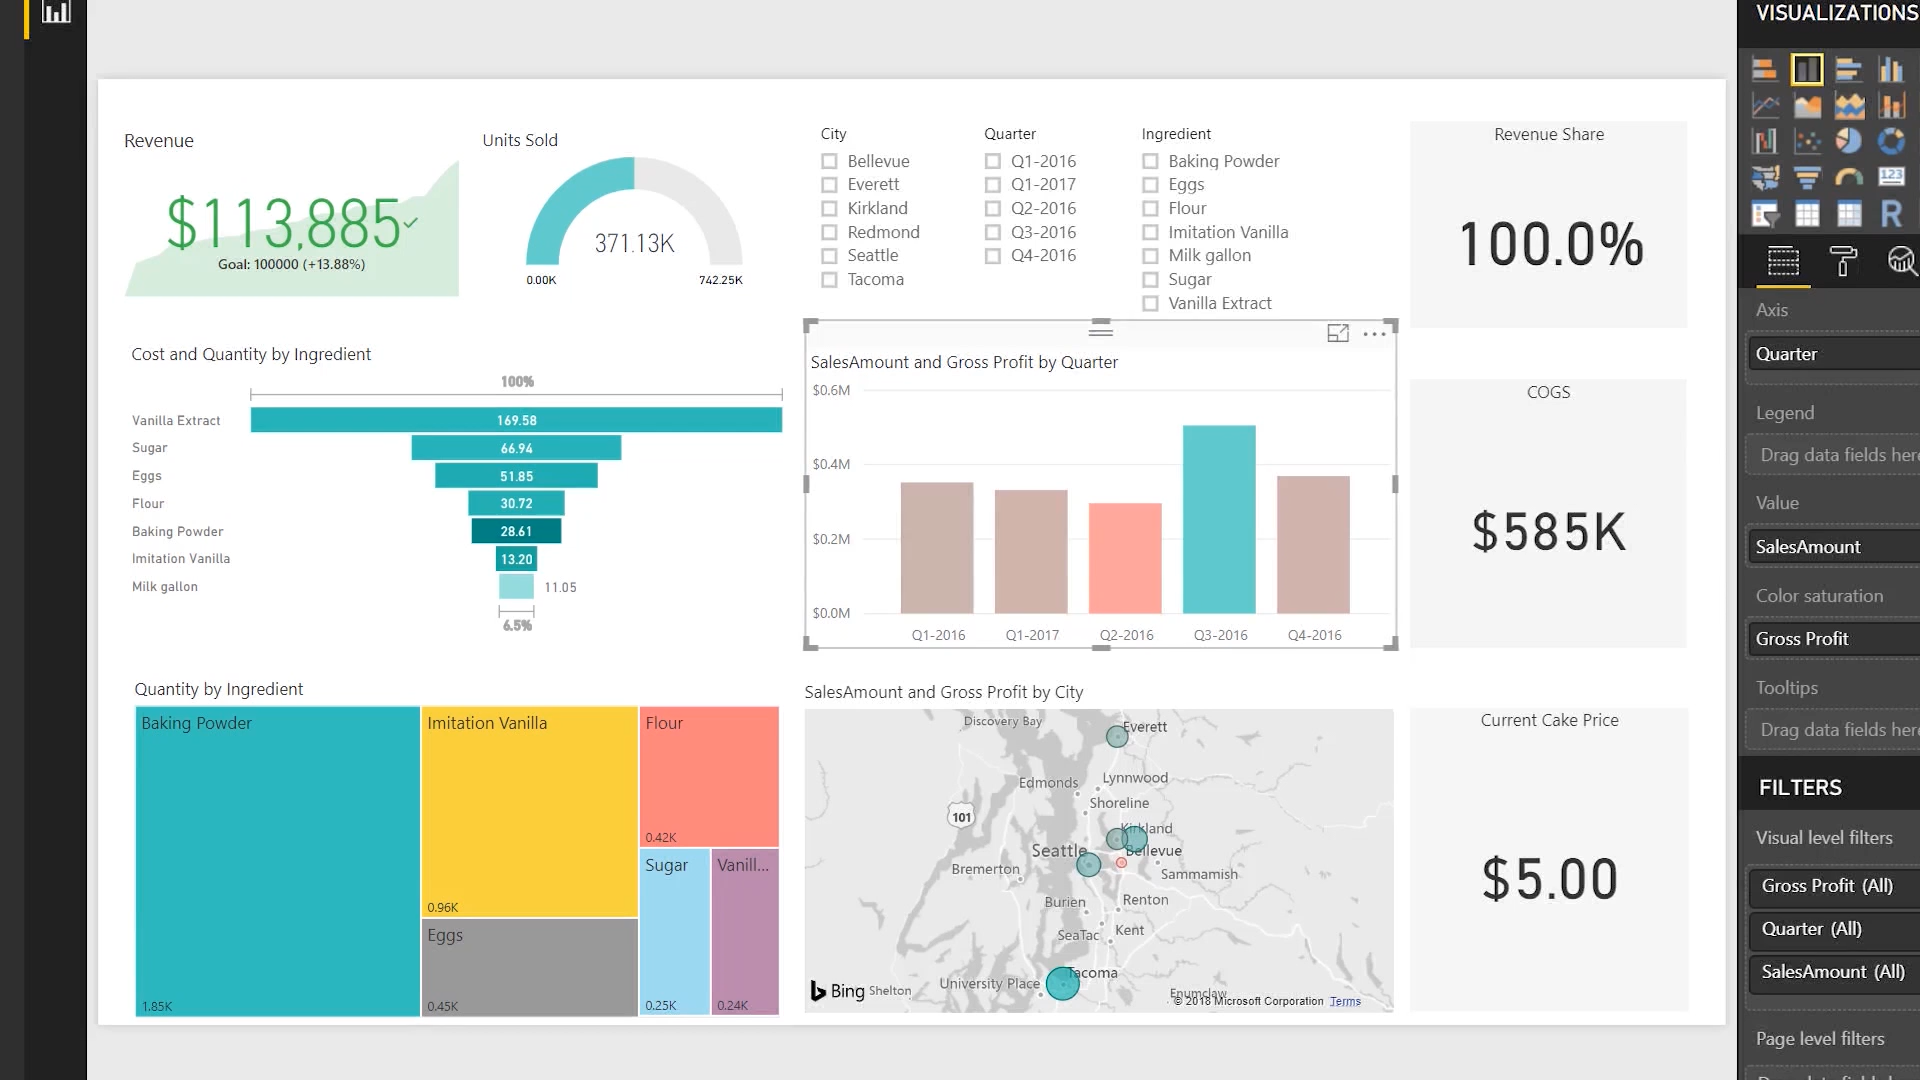 VISUALIZATIONS
Revenue
$113,885
Goal: 100000 (+13.88%)
Units Sold
371.13K
0.00K
742.25K
City
Bellevue
Everett
Kirkland
Redmond
Seattle
Tacoma
Quarter
Q1-2016
Q1-2017
Q2-2016
Q3-2016
Q4-2016
Ingredient
Baking Powder
Eggs
Flour
Imitation Vanilla
Milk gallon
Sugar
Vanilla Extract
Revenue Share
100.0%
Cost and Quantity by Ingredient
100%
Vanilla Extract 169.58
Sugar 66.94
Eggs 51.85
Flour 30.72
Baking Powder 28.61
Imitation Vanilla 13.20
Milk gallon 11.05
6.5%
SalesAmount and Gross Profit by Quarter
$0.6M
$0.4M
$0.2M
$0.0M
Q1-2016 Q1-2017 Q2-2016 Q3-2016 Q4-2016
COGS
$585K
Quantity by Ingredient
Baking Powder
1.85K
Imitation Vanilla
0.96K
Eggs
0.45K
Flour
0.42K
Sugar
0.25K
Vanill...
0.24K
SalesAmount and Gross Profit by City
Discovery Bay
Everett
Edmonds
Lynnwood
Shoreline
101
Kirkland
Seattle
Bellevue
Bremerton
Sammamish
Burien
Renton
SeaTac
Kent
Tacoma
University Place
Bing
Shelton
Enumclaw
© 2018 Microsoft Corporation Terms
Current Cake Price
$5.00
123
R
Axis
Quarter
Legend
Drag data fields here
Value
SalesAmount
Color saturation
Gross Profit
Tooltips
Drag data fields here
FILTERS
Visual level filters
Gross Profit (All)
Quarter (All)
SalesAmount (All)
Page level filters